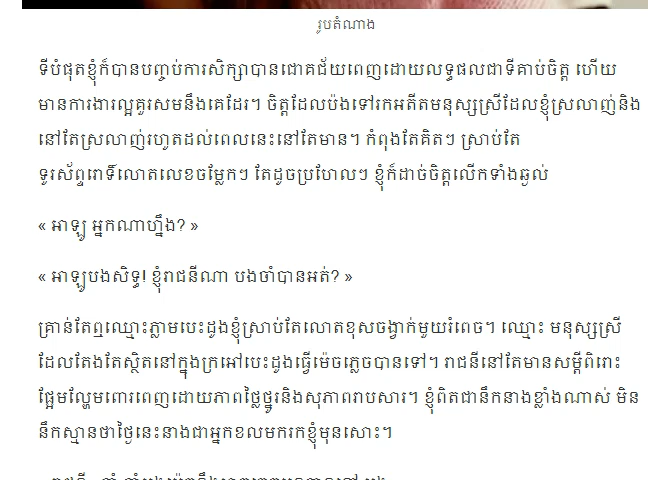 រូបតំណាង
ទីបំផុតខ្ញុំក៏បានបញ្ចប់ការសិក្សាបានជោគជ័យពេញដោយលទ្ធផលជាទីគាប់ចិត្ត ហើយ
មានការងារល្អគួរសមនឹងគេដែរ។ ចិត្តដែលប៉ងទៅរកអតីតមនុស្សស្រីដែលខ្ញុំស្រលាញ់និង
នៅតែស្រលាញ់រហូតដល់ពេលនេះនៅតែមាន។ កំពុងតែគិតៗ ស្រាប់តែ
ទូរស័ព្ទរោទ៍លោតលេខចម្លែកៗ តែដូចប្រហែលៗ ខ្ញុំក៏ដាច់ចិត្តលើកទាំងឆ្ងល់
« អាឡូ អ្នកណាហ្នឹង? »
« អាឡូបងសិទ្ធ! ខ្ញុំរាជនីណា បងចាំបានអត់? »
គ្រាន់តែឮឈ្មោះភ្លាមបេះដូងខ្ញុំស្រាប់តែលោតខុសចង្វាក់មួយរំពេច។ ឈ្មោះ មនុស្សស្រី
ដែលតែងតែស្ថិតនៅក្នុងក្រអៅបេះដូងធ្វើម៉េចភ្លេចបានទៅ។ រាជនីនៅតែមានសម្ដីពិរោះ
ផ្អែមល្ហែមពោរពេញដោយភាពថ្លៃថ្នូរនិងសុភាពរាបសារ។ ខ្ញុំពិតជានឹកនាងខ្លាំងណាស់ មិន
នឹកស្មានថាថ្ងៃនេះនាងជាអ្នកខលមករកខ្ញុំមុនសោះ។